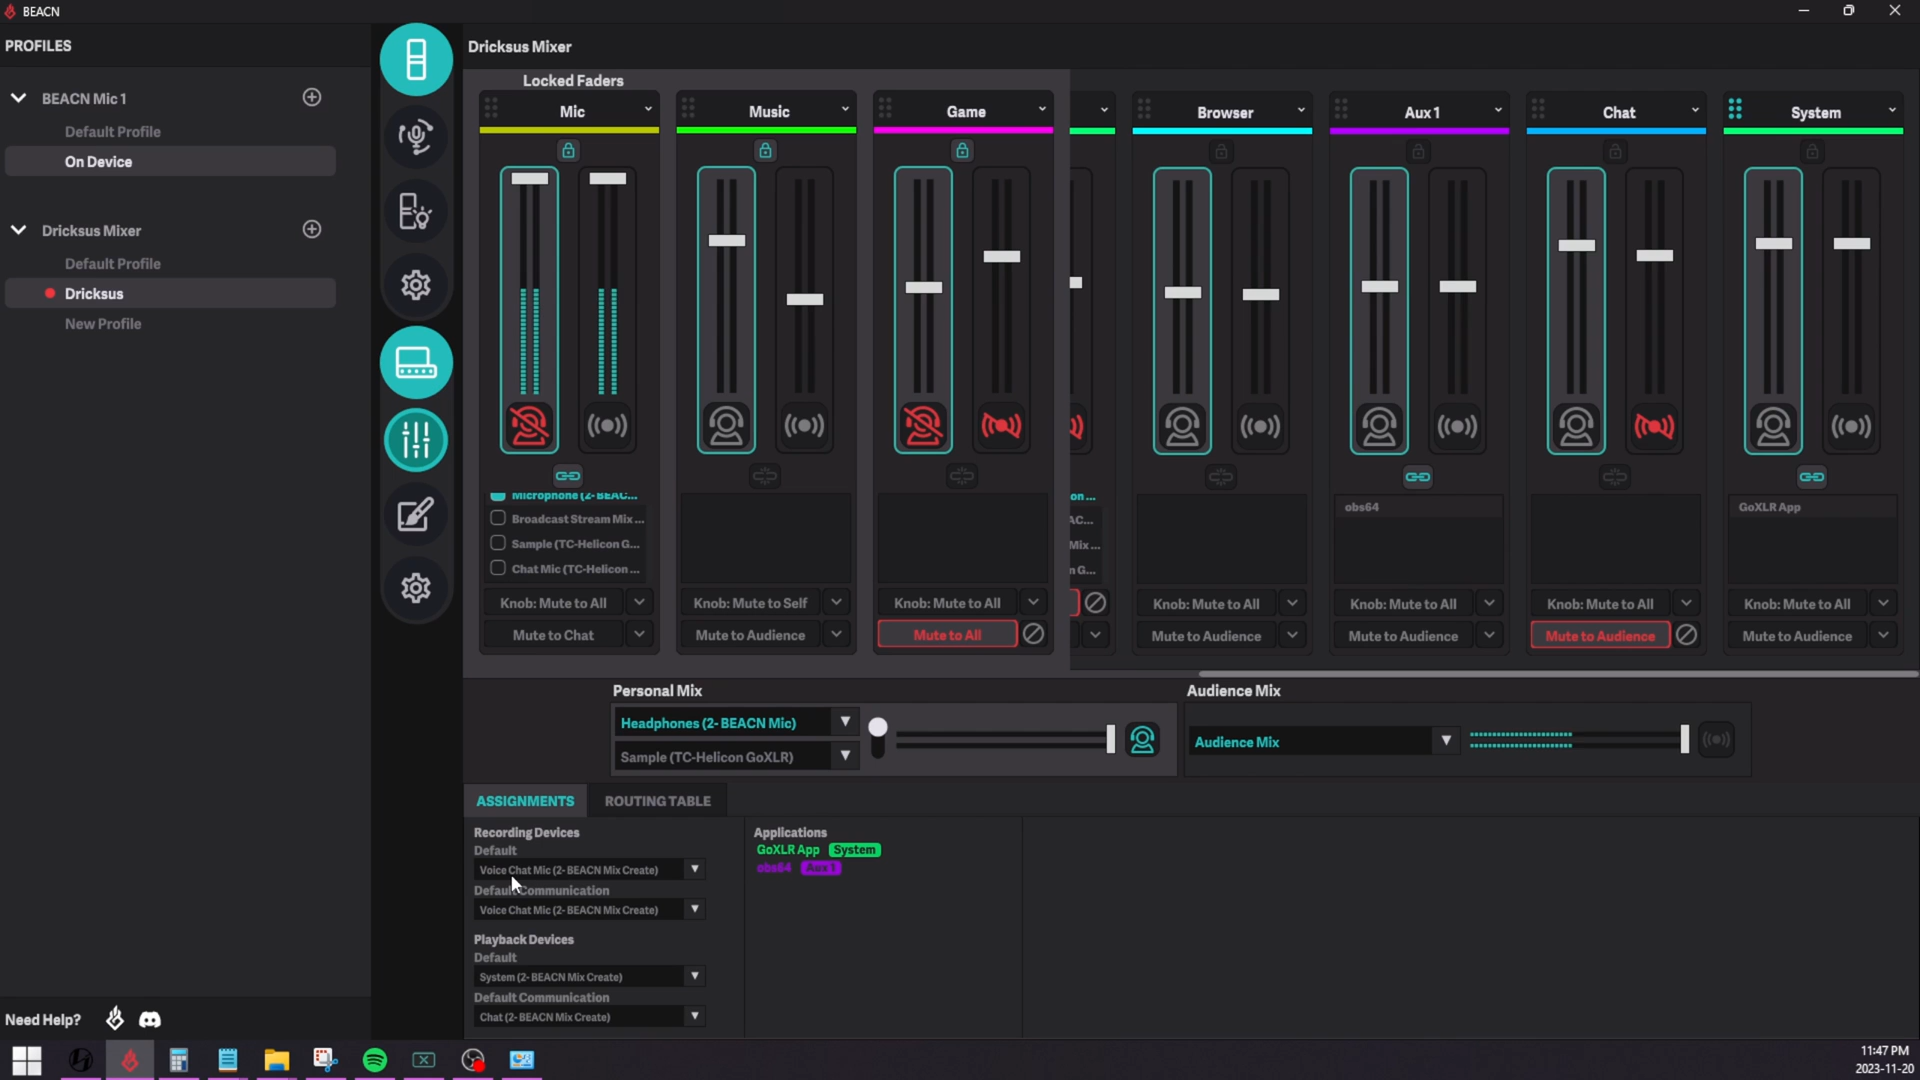 BEACN
PROFILES
BEACN Mic 1
Default Profile
On Device
Dricksus Mixer
Default Profile
Dricksus
New Profile
Need Help?
Dricksus Mixer
Locked Faders
Mic
Music
Game
Browser
Aux 1
Chat
System
Microphone (2- BEAC...
Broadcast Stream Mix ...
Sample (TC-Helicon G...
Chat Mic (TC-Helicon ...
on ...
AC...
Mix ...
n G...
obs64
GoXLR App
Knob: Mute to All
Knob: Mute to Self
Knob: Mute to All
Knob: Mute to All
Knob: Mute to All
Knob: Mute to All
Knob: Mute to All
Mute to Chat
Mute to Audience
Mute to All
Mute to Audience
Mute to Audience
Mute to Audience
Mute to Audience
Personal Mix
Headphones (2- BEACN Mic)
Sample (TC-Helicon GoXLR)
Audience Mix
Audience Mix
ASSIGNMENTS
ROUTING TABLE
Recording Devices
Default
Voice Chat Mic (2- BEACN Mix Create)
Default Communication
Voice Chat Mic (2- BEACN Mix Create)
Playback Devices
Default
System (2- BEACN Mix Create)
Default Communication
Chat (2- BEACN Mix Create)
Applications
GoXLR App System
obs64 Aux 1
11:47 PM
2023-11-20